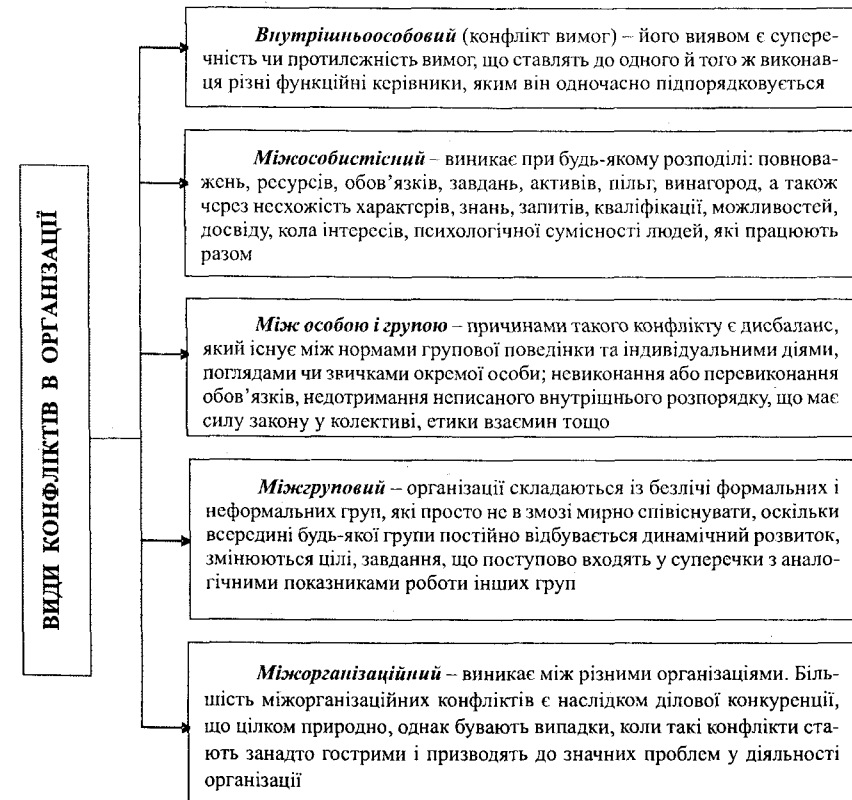 ВИДИ КОНФЛІКТІВ В ОРГАНІЗАЦІЇ
Внутрішньоособовий (конфлікт вимог) – його виявом є супере-
чність чи протилежність вимог, що ставлять до одного й того ж виконав-
ця різні функційні керівники, яким він одночасно підпорядковується
Міжособистісний – виникає при будь-якому розподілі: повнова-
жень, ресурсів, обов’язків, завдань, активів, пільг, винагород, а також
через несхожість характерів, знань, запитів, кваліфікації, можливостей,
досвіду, кола інтересів, психологічної сумісності людей, які працюють
разом
Між особою і групою – причинами такого конфлікту є дисбаланс,
який існує між нормами групової поведінки та індивідуальними діями,
поглядами чи звичками окремої особи; невиконання або перевиконання
обов’язків, недотримання неписаного внутрішнього розпорядку, що має
силу закону у колективі, етики взаємин тощо
Міжгруповий – організації складаються із безлічі формальних і
неформальних груп, які просто не в змозі мирно співіснувати, оскільки
всередині будь-якої групи постійно відбувається динамічний розвиток,
змінюються цілі, завдання, що поступово входять у суперечки з анало-
гічними показниками роботи інших груп
Міжорганізаційний – виникає між різними організаціями. Біль-
шість міжорганізаційних конфліктів є наслідком ділової конкуренції,
що цілком природно, однак бувають випадки, коли такі конфлікти ста-
ють занадто гострими і призводять до значних проблем у діяльності
організації